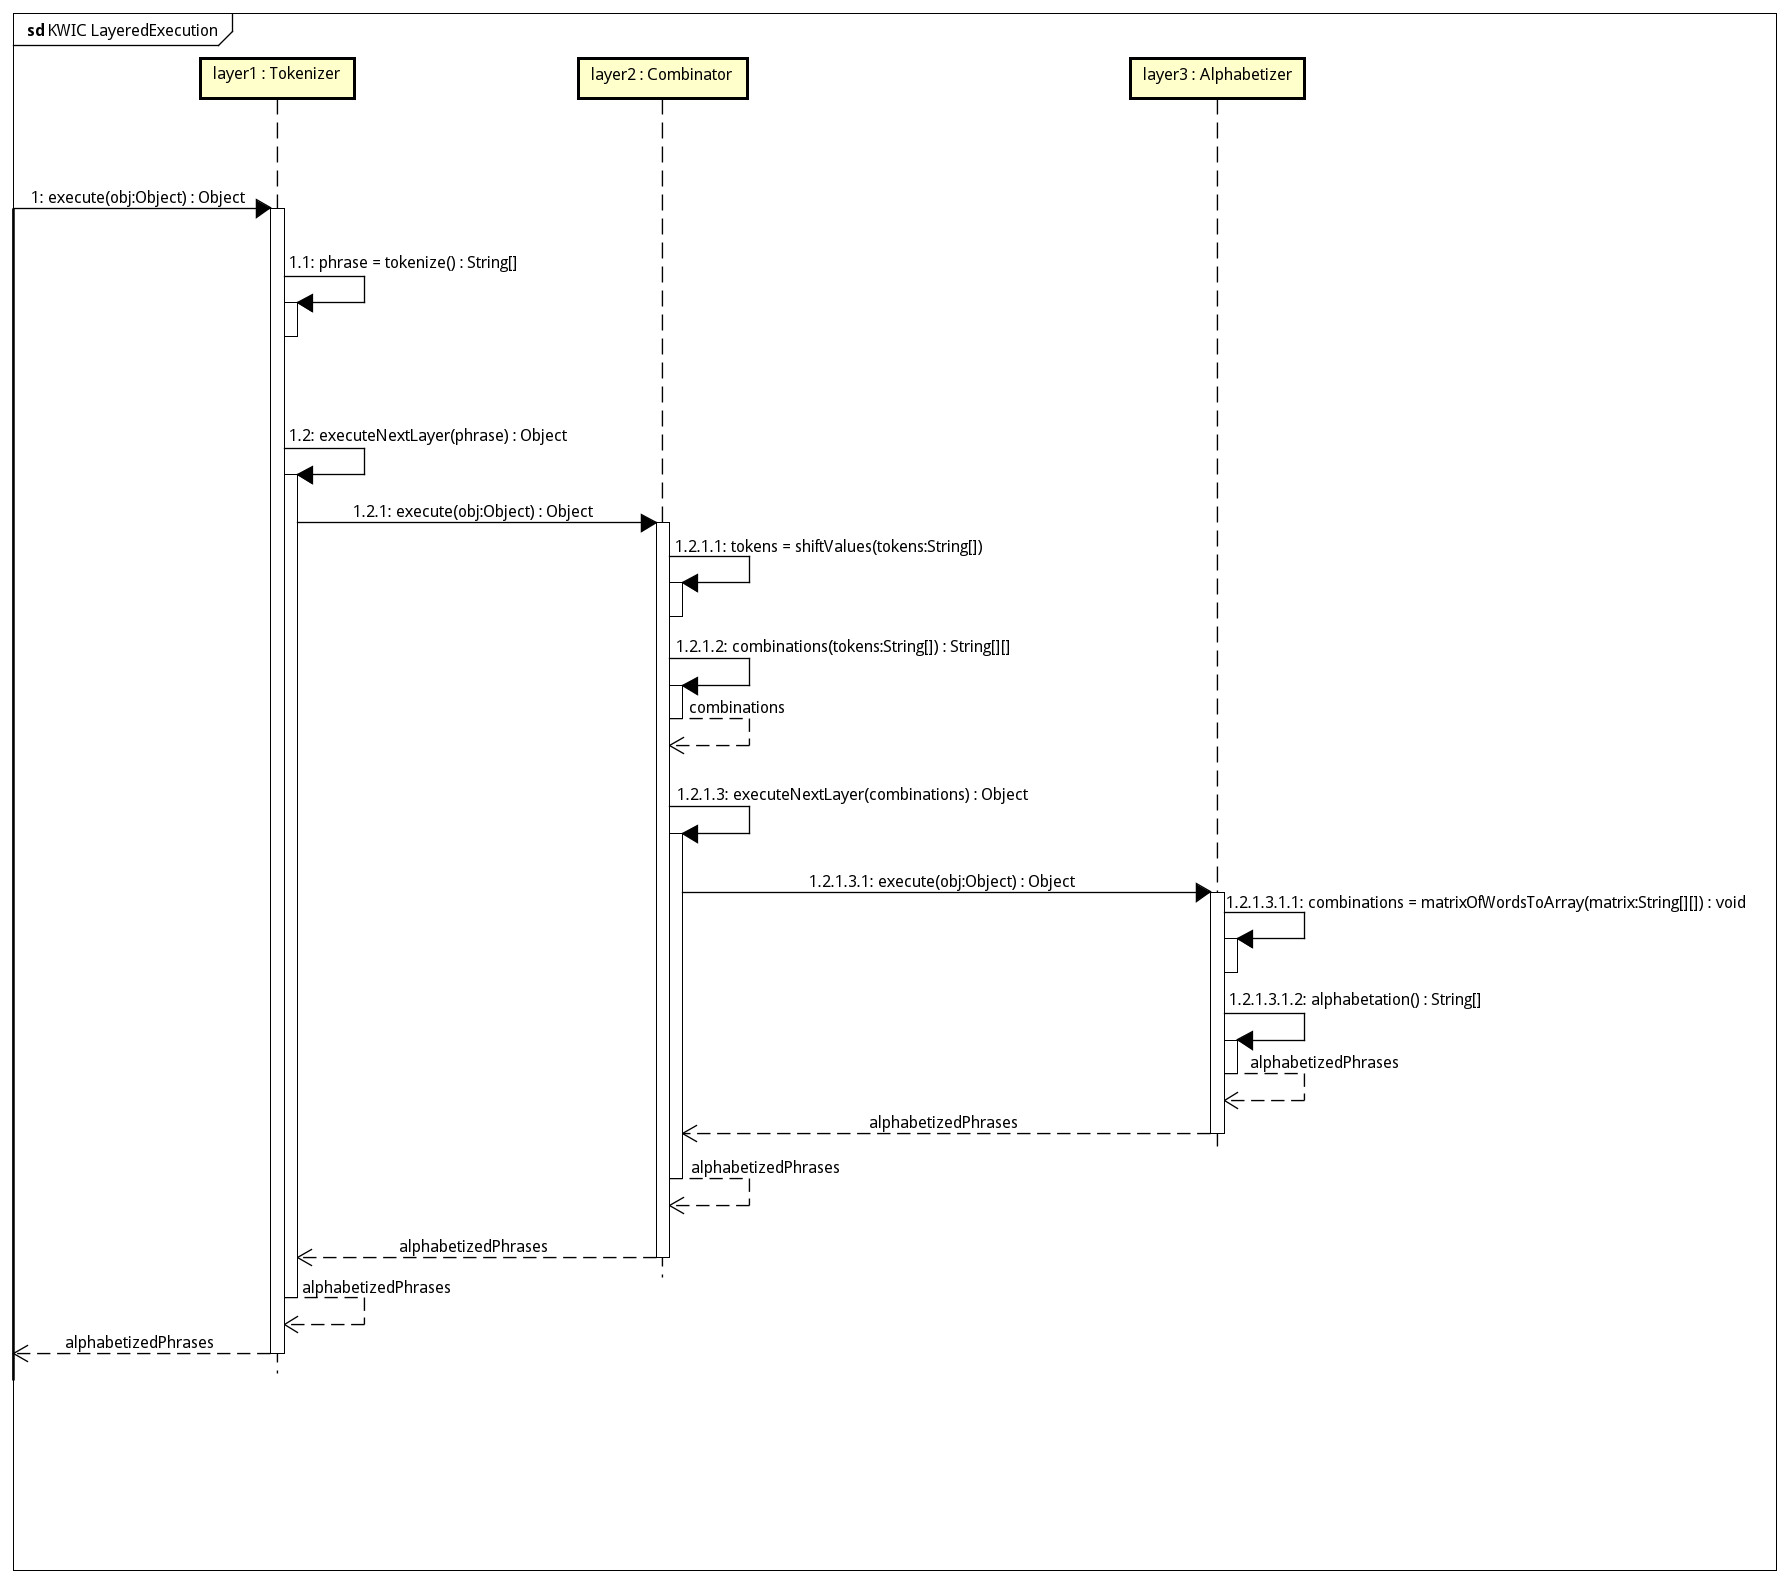 sd KWIC LayeredExecution
layer1 : Tokenizer
layer2 : Combinator
layer3 : Alphabetizer
1: execute(obj:Object) : Object
1.1: phrase = tokenize() : String[]
1.2: executeNextLayer(phrase) : Object
1.2.1: execute(obj:Object) : Object
1.2.1.1: tokens = shiftValues(tokens:String[])
1.2.1.2: combinations(tokens:String[]) : String[][]
combinations
1.2.1.3: executeNextLayer(combinations) : Object
1.2.1.3.1: execute(obj:Object) : Object
1.2.1.3.1.1: combinations = matrixOfWordsToArray(matrix:String[][]) : void
1.2.1.3.1.2: alphabetation() : String[]
alphabetizedPhrases
alphabetizedPhrases
alphabetizedPhrases
alphabetizedPhrases
alphabetizedPhrases
alphabetizedPhrases